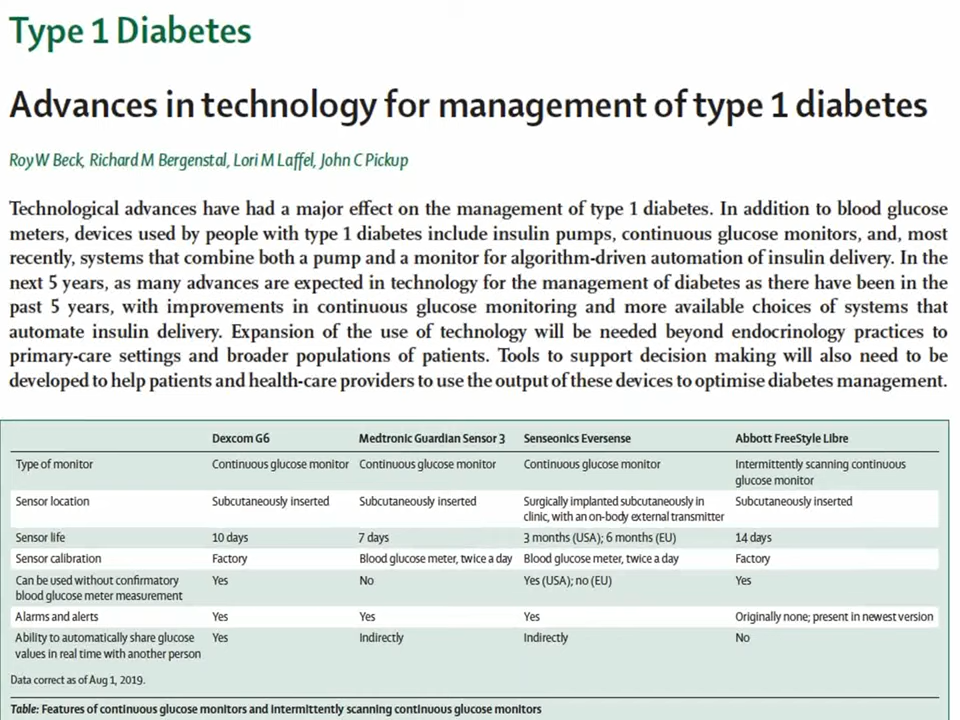 Type 1 Diabetes
Advances in technology for management of type 1 diabetes
Roy W Beck, Richard M Bergenstal, Lori M Laffel, John C Pickup
Technological advances have had a major effect on the management of type 1 diabetes. In addition to blood glucose
meters, devices used by people with type 1 diabetes include insulin pumps, continuous glucose monitors, and, most
recently, systems that combine both a pump and a monitor for algorithm-driven automation of insulin delivery. In the
next 5 years, as many advances are expected in technology for the management of diabetes as there have been in the
past 5 years, with improvements in continuous glucose monitoring and more available choices of systems that
automate insulin delivery. Expansion of the use of technology will be needed beyond endocrinology practices to
primary-care settings and broader populations of patients. Tools to support decision making will also need to be
developed to help patients and health-care providers to use the output of these devices to optimise diabetes management.
Dexcom G6 Medtronic Guardian Sensor 3 Senseonics Eversense Abbott FreeStyle Libre
Type of monitor Continuous glucose monitor Continuous glucose monitor Continuous glucose monitor Intermittently scanning continuous
glucose monitor
Sensor location Subcutaneously inserted Subcutaneously inserted Surgically implanted subcutaneously in Subcutaneously inserted
clinic, with an on-body external transmitter
Sensor life 10 days 7 days 3 months (USA); 6 months (EU) 14 days
Sensor calibration Factory Blood glucose meter, twice a day Blood glucose meter, twice a day Factory
Can be used without confirmatory Yes No Yes (USA); no (EU) Yes
blood glucose meter measurement
Alarms and alerts Yes Yes Yes Originally none; present in newest version
Ability to automatically share glucose Yes Indirectly Indirectly No
values in real time with another person
Data correct as of Aug 1, 2019.
Table: Features of continuous glucose monitors and intermittently scanning continuous glucose monitors